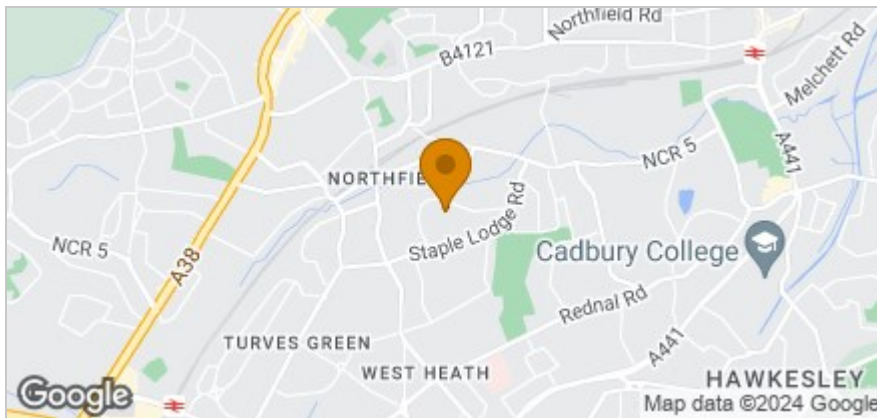 Northfield Rd
B4121
Melchett Rd
NCR 5
A441
NORTHFIE
Staple Lodge Rd
NCR 5
A38
Cadbury College
Rednal Rd
TURVES GREEN
A441
WEST HEATH
HAWKESLEY
Google
Map data ©2024 Google